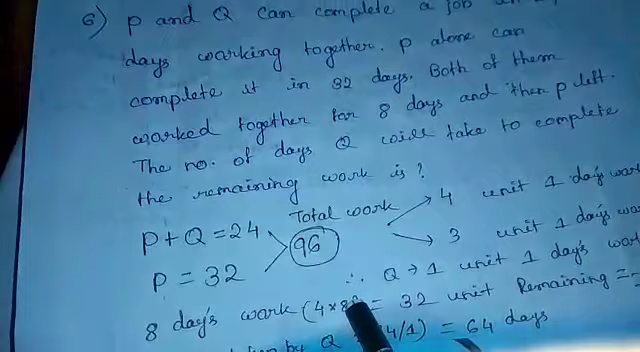 6) P and Q can complete a job
days working together. P alone can
complete it in 32 days. Both of them
worked together for 8 days and then P left.
The no. of days Q will take to complete
the remaining work is?
Total work
P + Q = 24
96
P = 32
4 unit 1 day work
3 unit 1 day's
∴ Q → 1 unit 1 day's
8 day's work (4×8) = 32 unit Remaining =
by Q 4/1) = 64 days